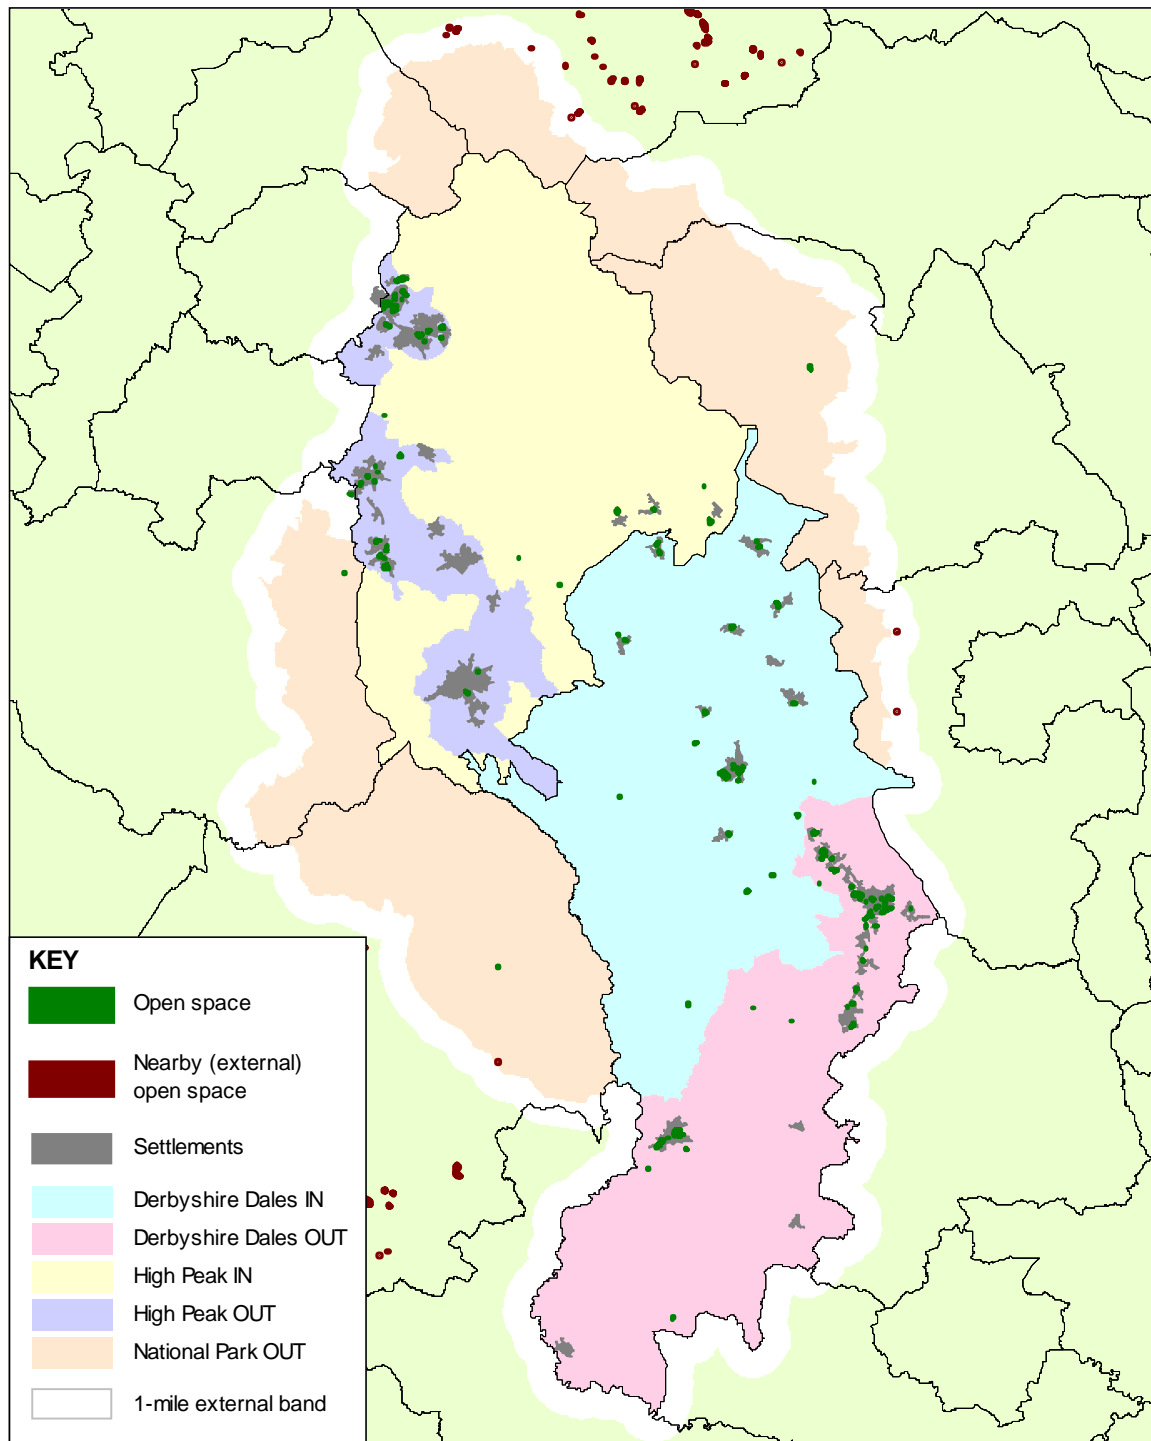 KEY
Open space
Nearby (external)
open space
Settlements
Derbyshire Dales IN
Derbyshire Dales OUT
High Peak IN
High Peak OUT
National Park OUT
1-mile external band